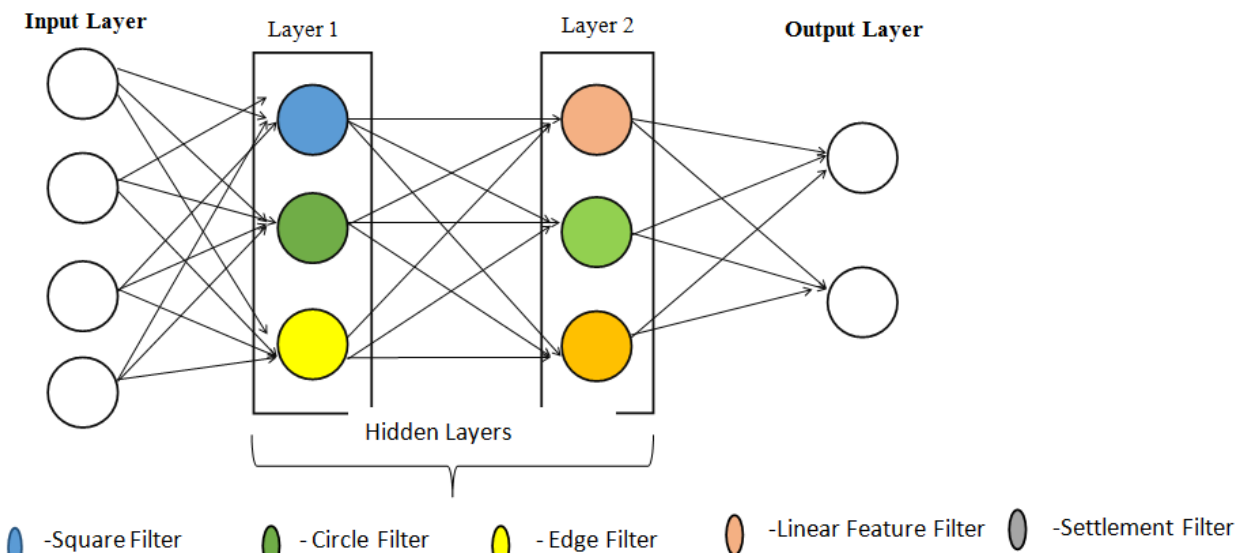 Input Layer
Layer 1
Layer 2
Output Layer
Hidden Layers
-Square Filter
- Circle Filter
- Edge Filter
-Linear Feature Filter
-Settlement Filter